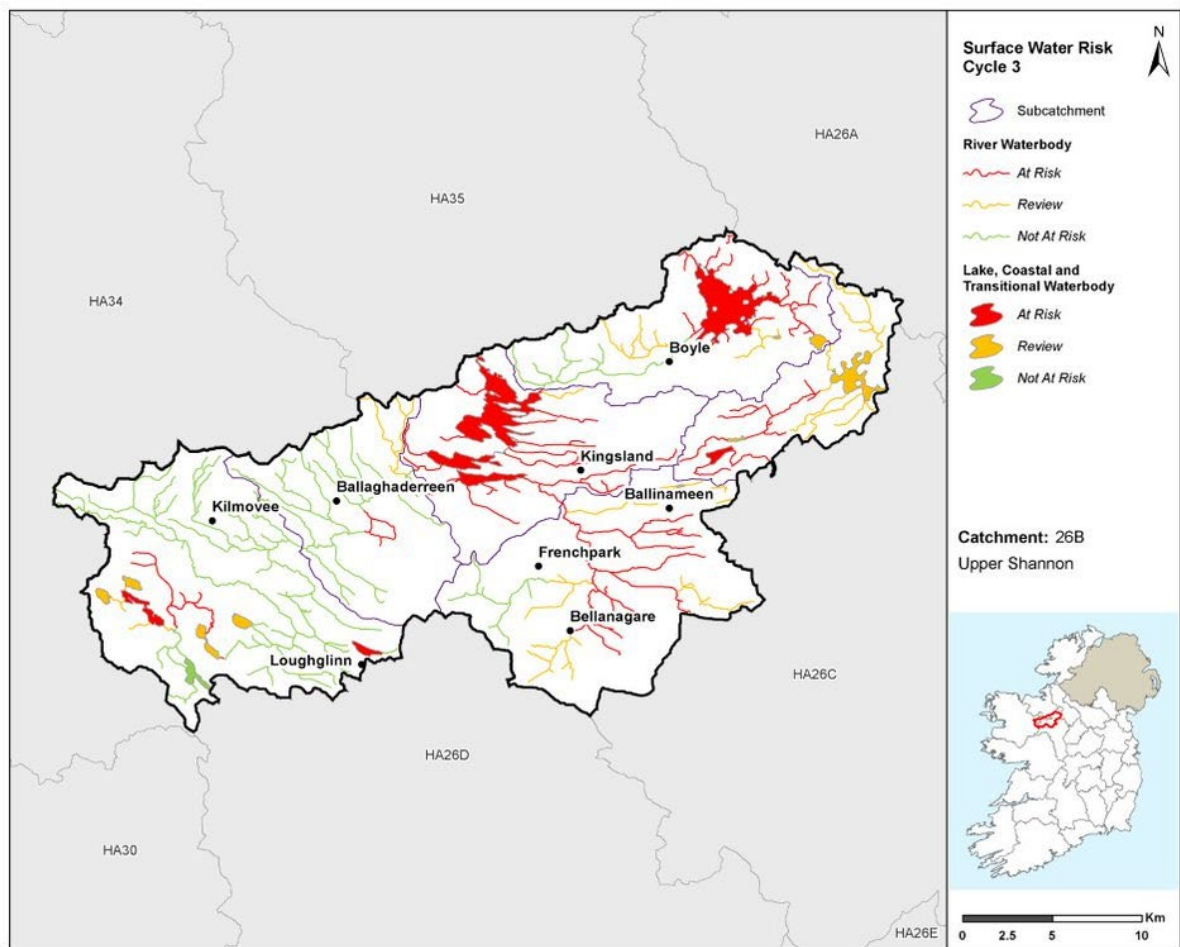 HA26A
HA35
HA34
Boyle
Kingsland
Ballaghaderreen
Ballinameen
Kilmovee
Frenchpark
Bellanagare
Loughglinn
HA26C
HA26D
HA30
HA26E
N
Surface Water Risk
Cycle 3
Subcatchment
River Waterbody
At Risk
Review
Not At Risk
Lake, Coastal and
Transitional Waterbody
At Risk
Review
Not At Risk
Catchment: 26B
Upper Shannon
Km
0 2.5 5 10